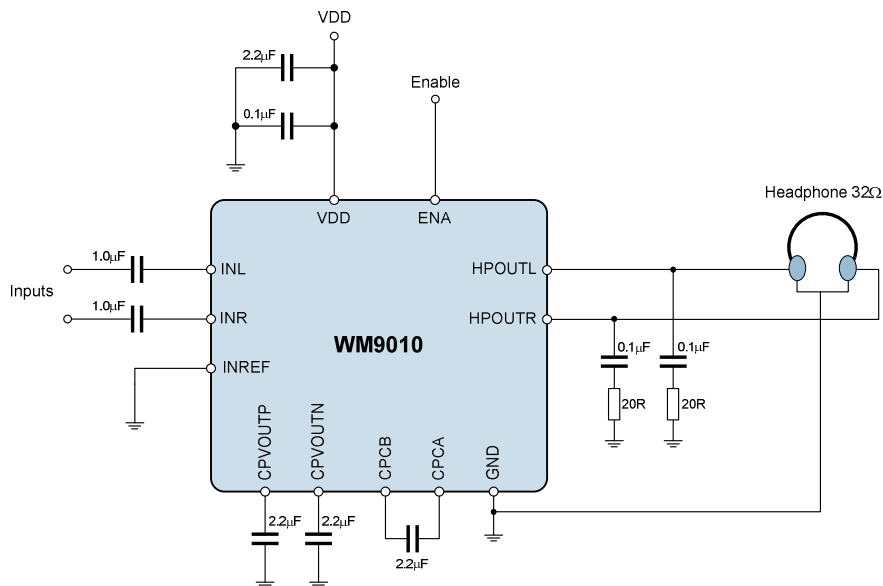 VDD
2.2µF
Enable
0.1µF
VDD
ENA
Headphone 32Ω
1.0µF
INL
HPOUTL
Inputs
1.0µF
INR
HPOUTR
WM9010
0.1µF
0.1µF
INREF
20R
20R
CPVOUTP
CPVOUTN
CPCB
CPCA
GND
2.2µF
2.2µF
2.2µF